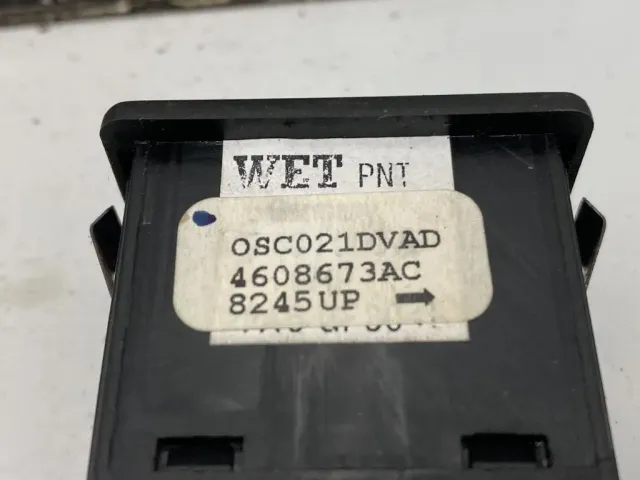 WET PNT
OSC021DVAD
4608673AC
8245UP →